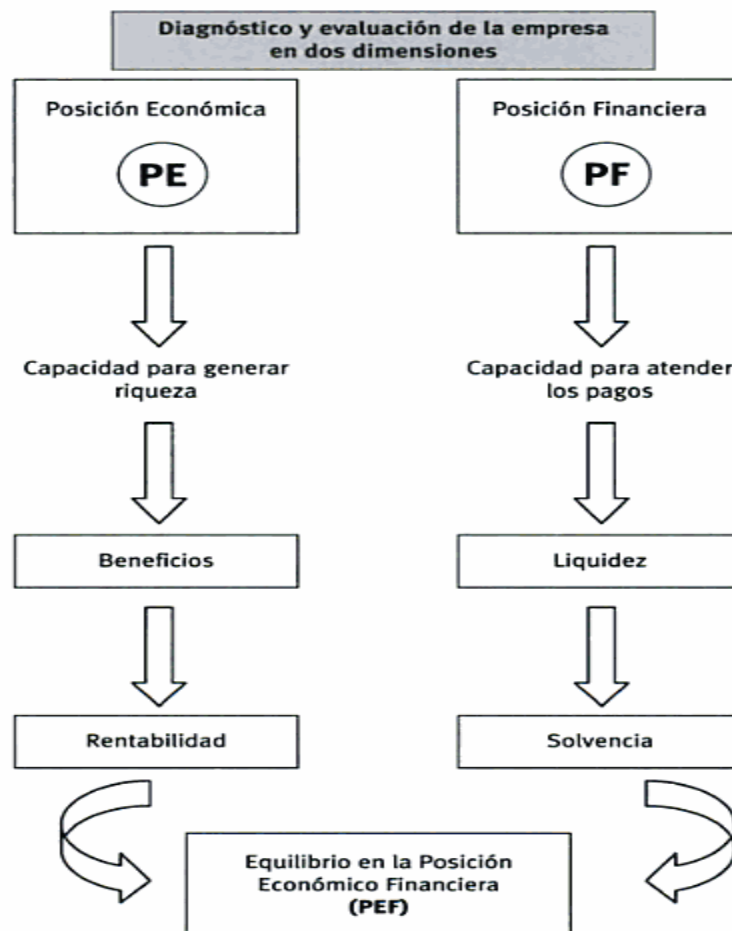 Diagnóstico y evaluación de la empresa
en dos dimensiones
Posición Económica
PE
Posición Financiera
PF
Capacidad para generar
riqueza
Capacidad para atender
los pagos
Beneficios
Liquidez
Rentabilidad
Solvencia
Equilibrio en la Posición
Económico Financiera
(PEF)